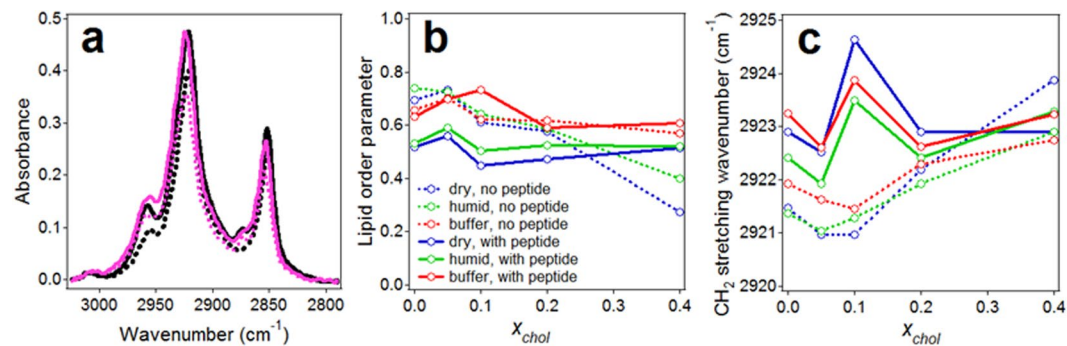 a
Absorbance
0.5
0.4
0.3
0.2
0.1
0.0
3000 2950 2900 2850 2800
Wavenumber (cm⁻¹)
b
Lipid order parameter
1.0
0.8
0.6
0.4
0.2
0.0
dry, no peptide
humid, no peptide
buffer, no peptide
dry, with peptide
humid, with peptide
buffer, with peptide
0.0 0.1 0.2 0.3 0.4
x_chol
c
CH₂ stretching wavenumber (cm⁻¹)
2925
2924
2923
2922
2921
2920
0.0 0.1 0.2 0.3 0.4
x_chol